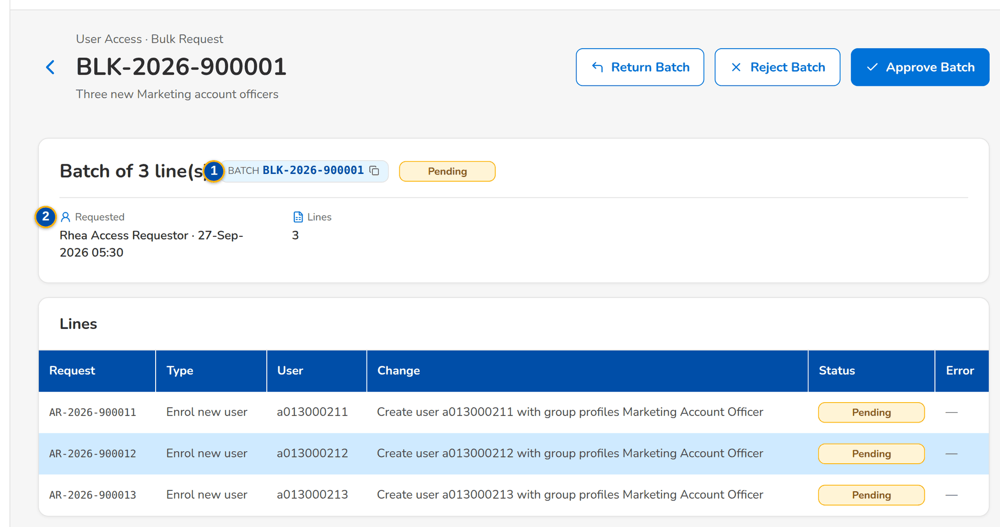 User Access · Bulk Request
BLK-2026-900001
Three new Marketing account officers
Return Batch
Reject Batch
Approve Batch
Batch of 3 line(s)
1
BATCH BLK-2026-900001
Pending
2
Requested
Lines
Rhea Access Requestor · 27-Sep-
2026 05:30
3
Lines
Request Type User Change Status Error
AR-2026-900011 Enrol new user a013000211 Create user a013000211 with group profiles Marketing Account Officer Pending —
AR-2026-900012 Enrol new user a013000212 Create user a013000212 with group profiles Marketing Account Officer Pending —
AR-2026-900013 Enrol new user a013000213 Create user a013000213 with group profiles Marketing Account Officer Pending —